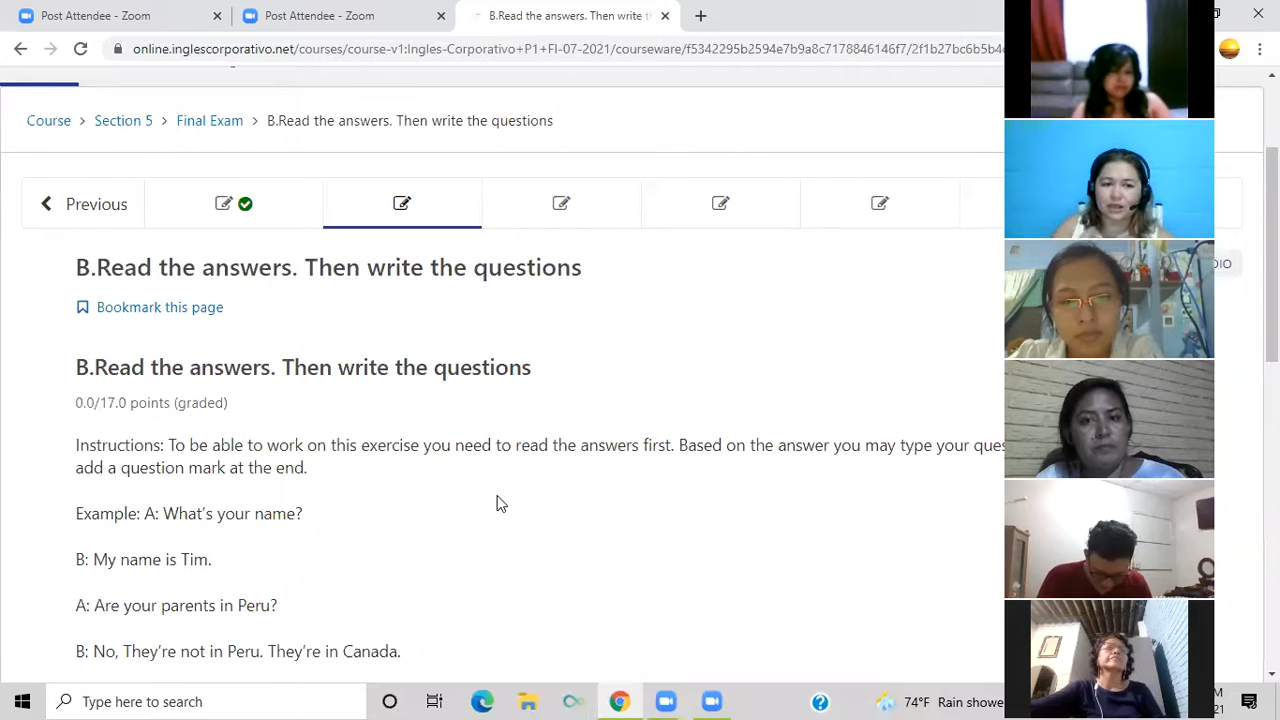 Post Attendee - Zoom
Post Attendee - Zoom
B.Read the answers. Then write t
online.inglescorporativo.net/courses/course-v1:Ingles-Corporativo+P1+FI-07-2021/courseware/f5342295b2594e7b9a8c7178846146f7/2f1b27bc6b5b4
Course > Section 5 > Final Exam > B.Read the answers. Then write the questions
Previous
B.Read the answers. Then write the questions
Bookmark this page
B.Read the answers. Then write the questions
0.0/17.0 points (graded)
Instructions: To be able to work on this exercise you need to read the answers first. Based on the answer you may type your ques
add a question mark at the end.
Example: A: What's your name?
B: My name is Tim.
A: Are your parents in Peru?
B: No, They're not in Peru. They're in Canada.
Type here to search
74°F Rain showe